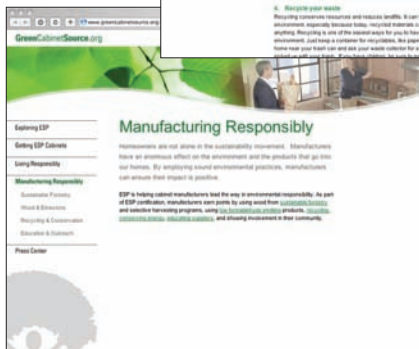 4. Recycle your waste
Recycling conserves resources and reduces landfills. It can
environment, especially because today, recycled materials c
anything. Recycling is one of the easiest ways for you to hav
environment. Just keep a container for recyclables, like pape
home near your trash can and ask your waste collector for a
www.greencabinetsource.org
GreenCabinetSource.org
Exploring ESP
Getting ESP Cabinets
Living Responsibly
Manufacturing Responsibly
Sustainable Forestry
Wood & Emissions
Recycling & Conservation
Education & Outreach
Press Center
Manufacturing Responsibly
Homeowners are not alone in the sustainability movement. Manufacturers
have an enormous effect on the environment and the products that go into
our homes. By employing sound environmental practices, manufacturers
can ensure their impact is positive.
ESP is helping cabinet manufacturers lead the way in environmental responsibility. As part
of ESP certification, manufacturers earn points by using wood from sustainable forestry
and selective harvesting programs, using low formaldehyde emitting products, recycling,
conserving energy, educating suppliers, and showing involvement in their community.